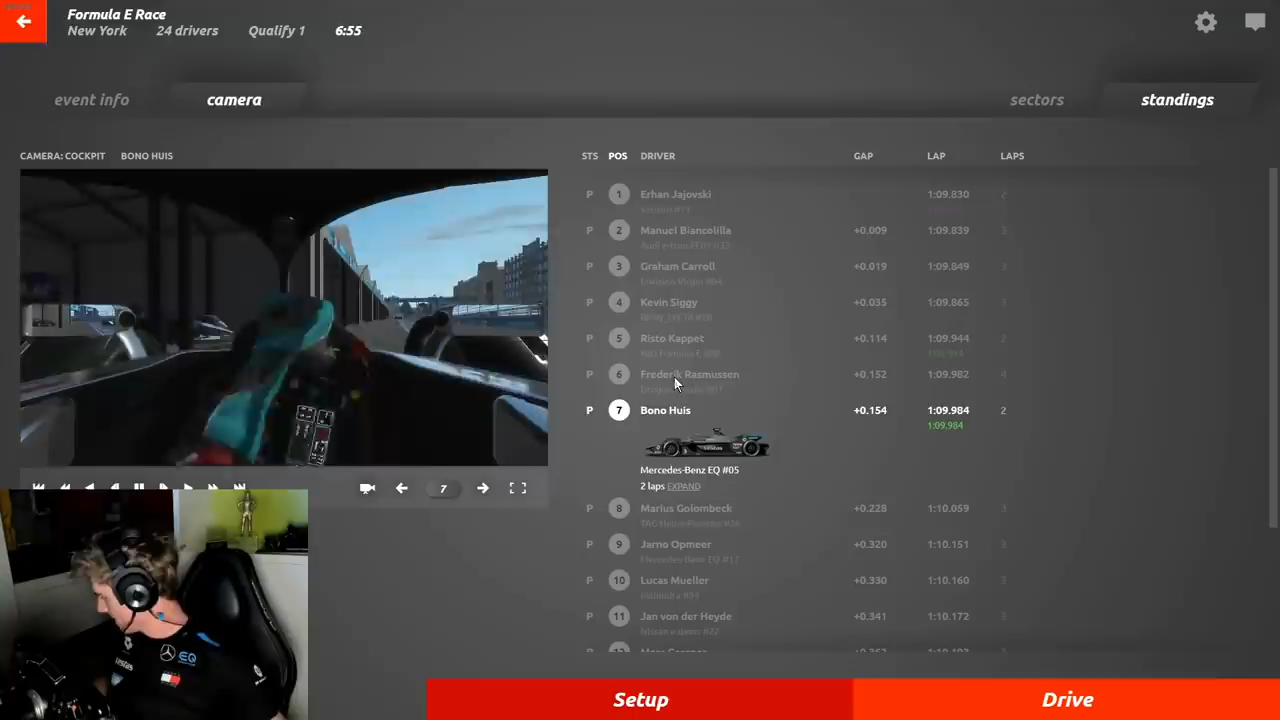 Formula E Race
New York 24 drivers Qualify 1 6:55
event info camera sectors standings
CAMERA: COCKPIT BONO HUIS
STS POS DRIVER GAP LAP LAPS
P 1 Erhan Jajovski 1:09.830
P 2 Manuel Biancolilla +0.009 1:09.839 3
P 3 Graham Carroll +0.019 1:09.849 3
P 4 Kevin Siggy +0.035 1:09.865 3
P 5 Risto Kappet +0.114 1:09.944 2
P 6 Frederik Rasmussen +0.152 1:09.982 4
P 7 Bono Huis +0.154 1:09.984 2
1:09.984
Mercedes-Benz EQ #05
2 laps EXPAND
P 8 Marius Golombeck +0.228 1:10.059 3
P 9 Jarno Opmeer +0.320 1:10.151 3
Mercedes-Benz EQ #17
P 10 Lucas Mueller +0.330 1:10.160 3
P 11 Jan von der Heyde +0.341 1:10.172 3
7
EQ
Setup Drive